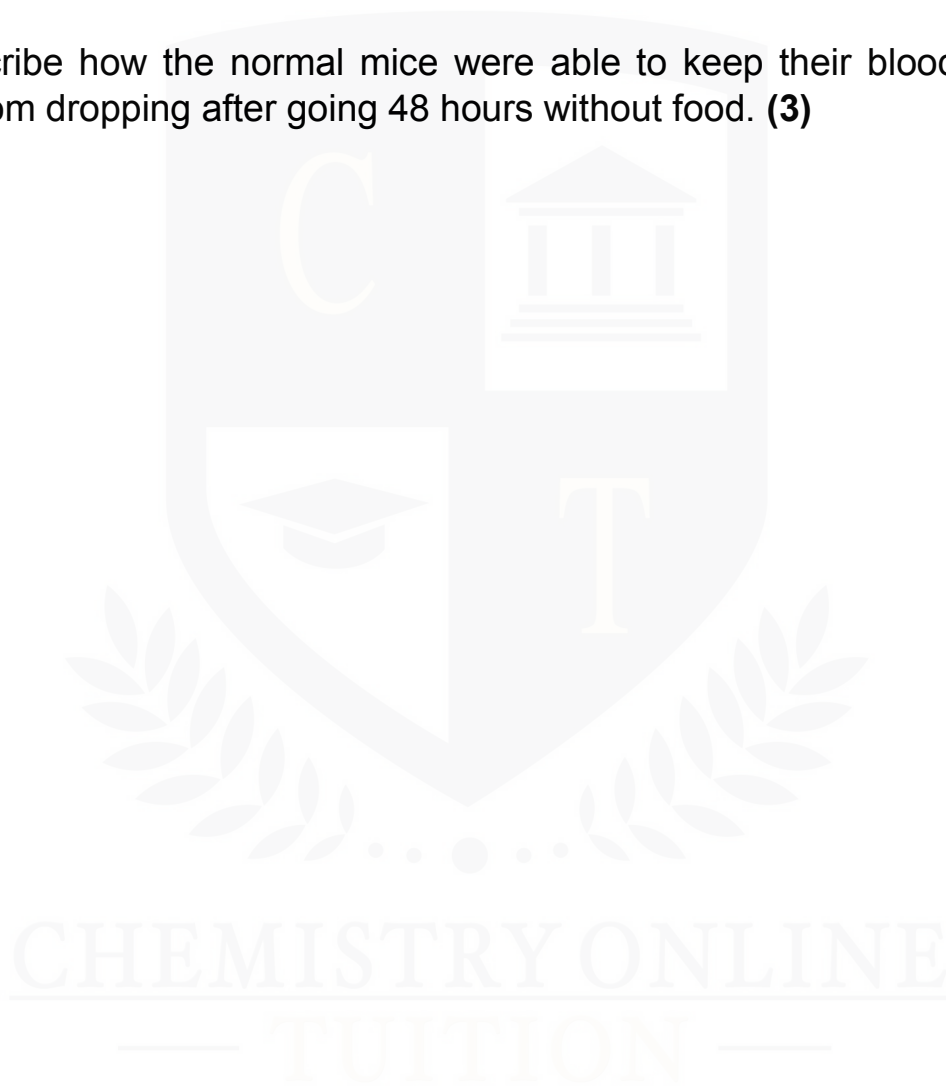 cribe how the normal mice were able to keep their blood
om dropping after going 48 hours without food. (3)
C
T
CHEMISTRY ONLINE
— TUITION —